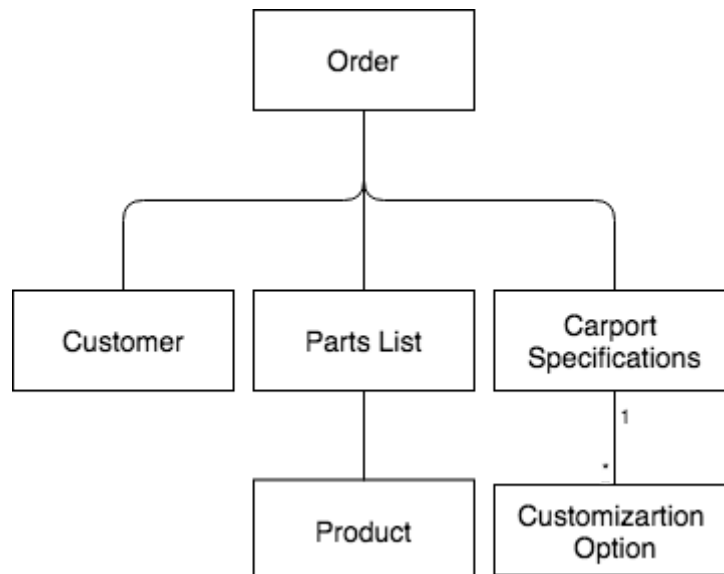 Order
Customer
Parts List
Carport
Specifications
1
*
Product
Customizartion
Option